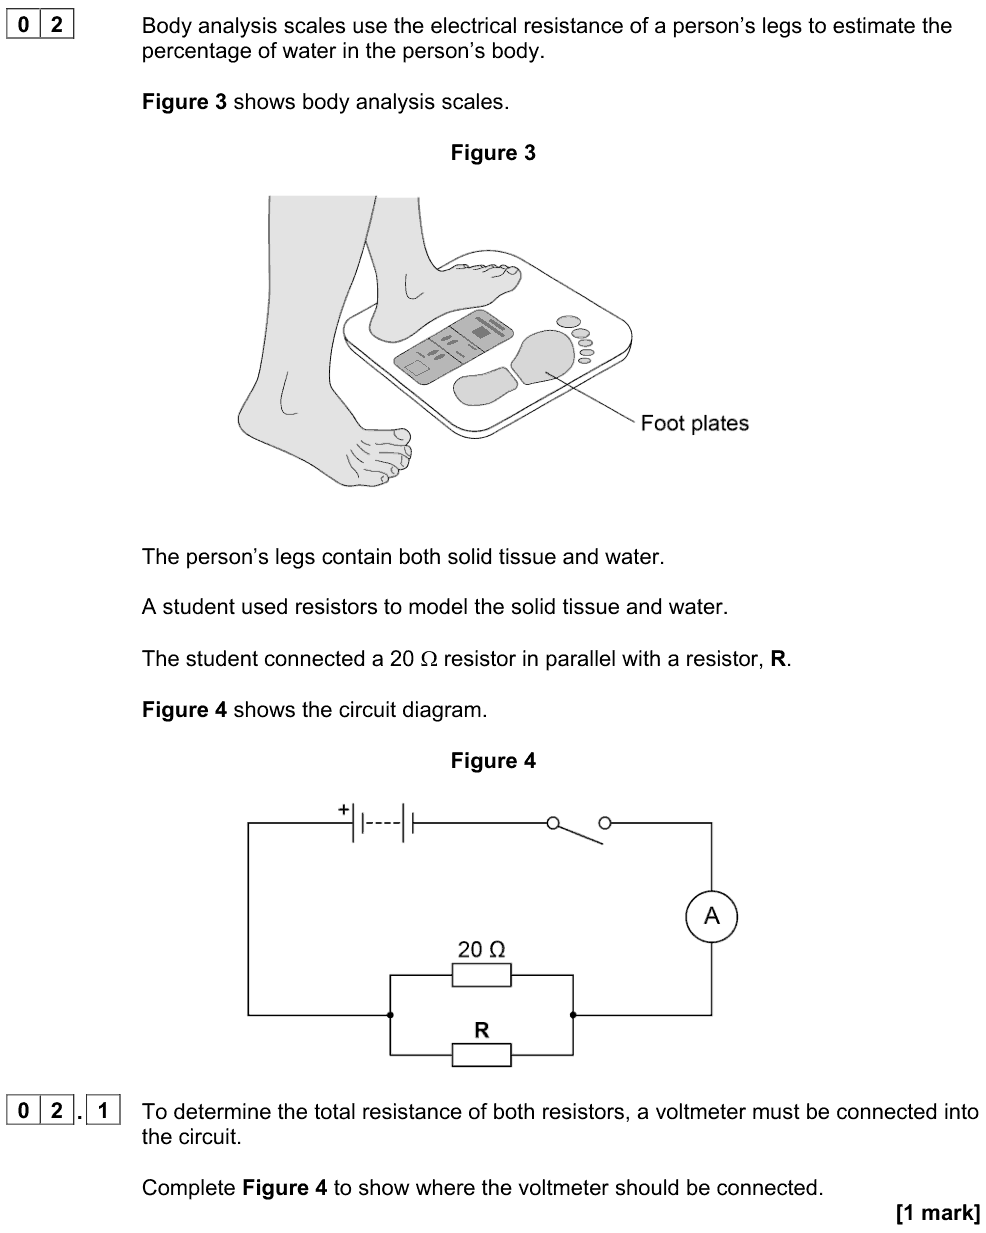 0 2 Body analysis scales use the electrical resistance of a person’s legs to estimate the
percentage of water in the person’s body.
Figure 3 shows body analysis scales.
Figure 3
Foot plates
The person’s legs contain both solid tissue and water.
A student used resistors to model the solid tissue and water.
The student connected a 20 Ω resistor in parallel with a resistor, R.
Figure 4 shows the circuit diagram.
Figure 4
+
A
20 Ω
R
0 2 . 1 To determine the total resistance of both resistors, a voltmeter must be connected into
the circuit.
Complete Figure 4 to show where the voltmeter should be connected.
[1 mark]